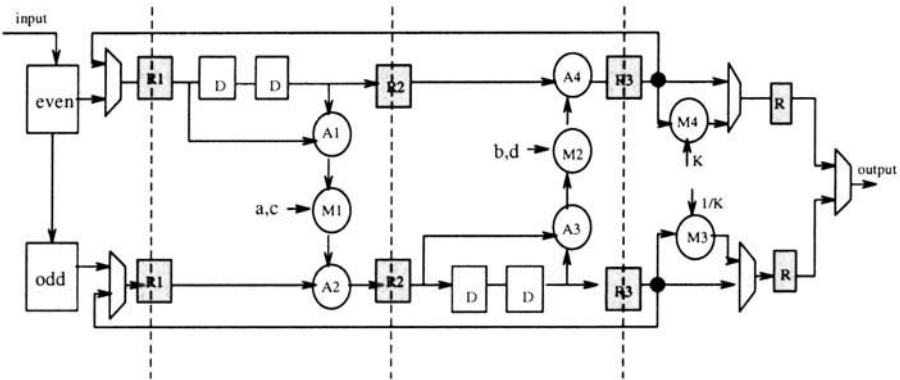 input
even
R1
D
D
R2
A4
R3
A1
M4
R
b,d
M2
K
output
a,c
M1
1/K
A3
M3
odd
R1
A2
R2
D
D
R3
R